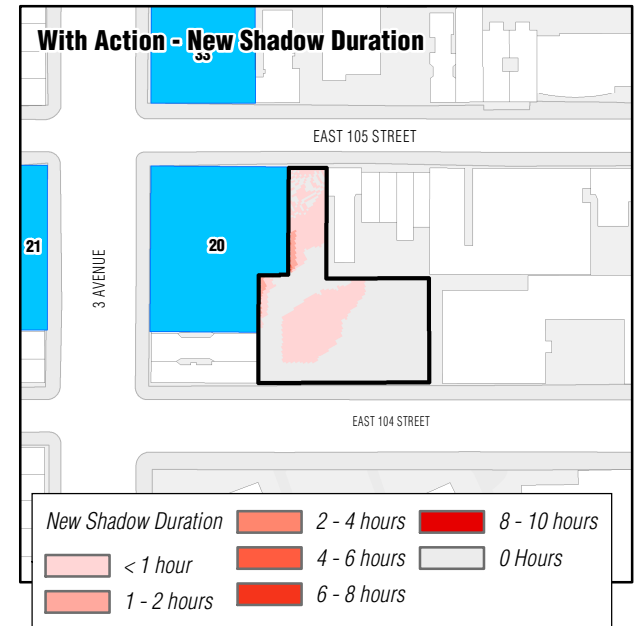 With Action - New Shadow Duration
33
EAST 105 STREET
21
20
3 AVENUE
EAST 104 STREET
New Shadow Duration
< 1 hour
1 - 2 hours
2 - 4 hours
4 - 6 hours
6 - 8 hours
8 - 10 hours
0 Hours